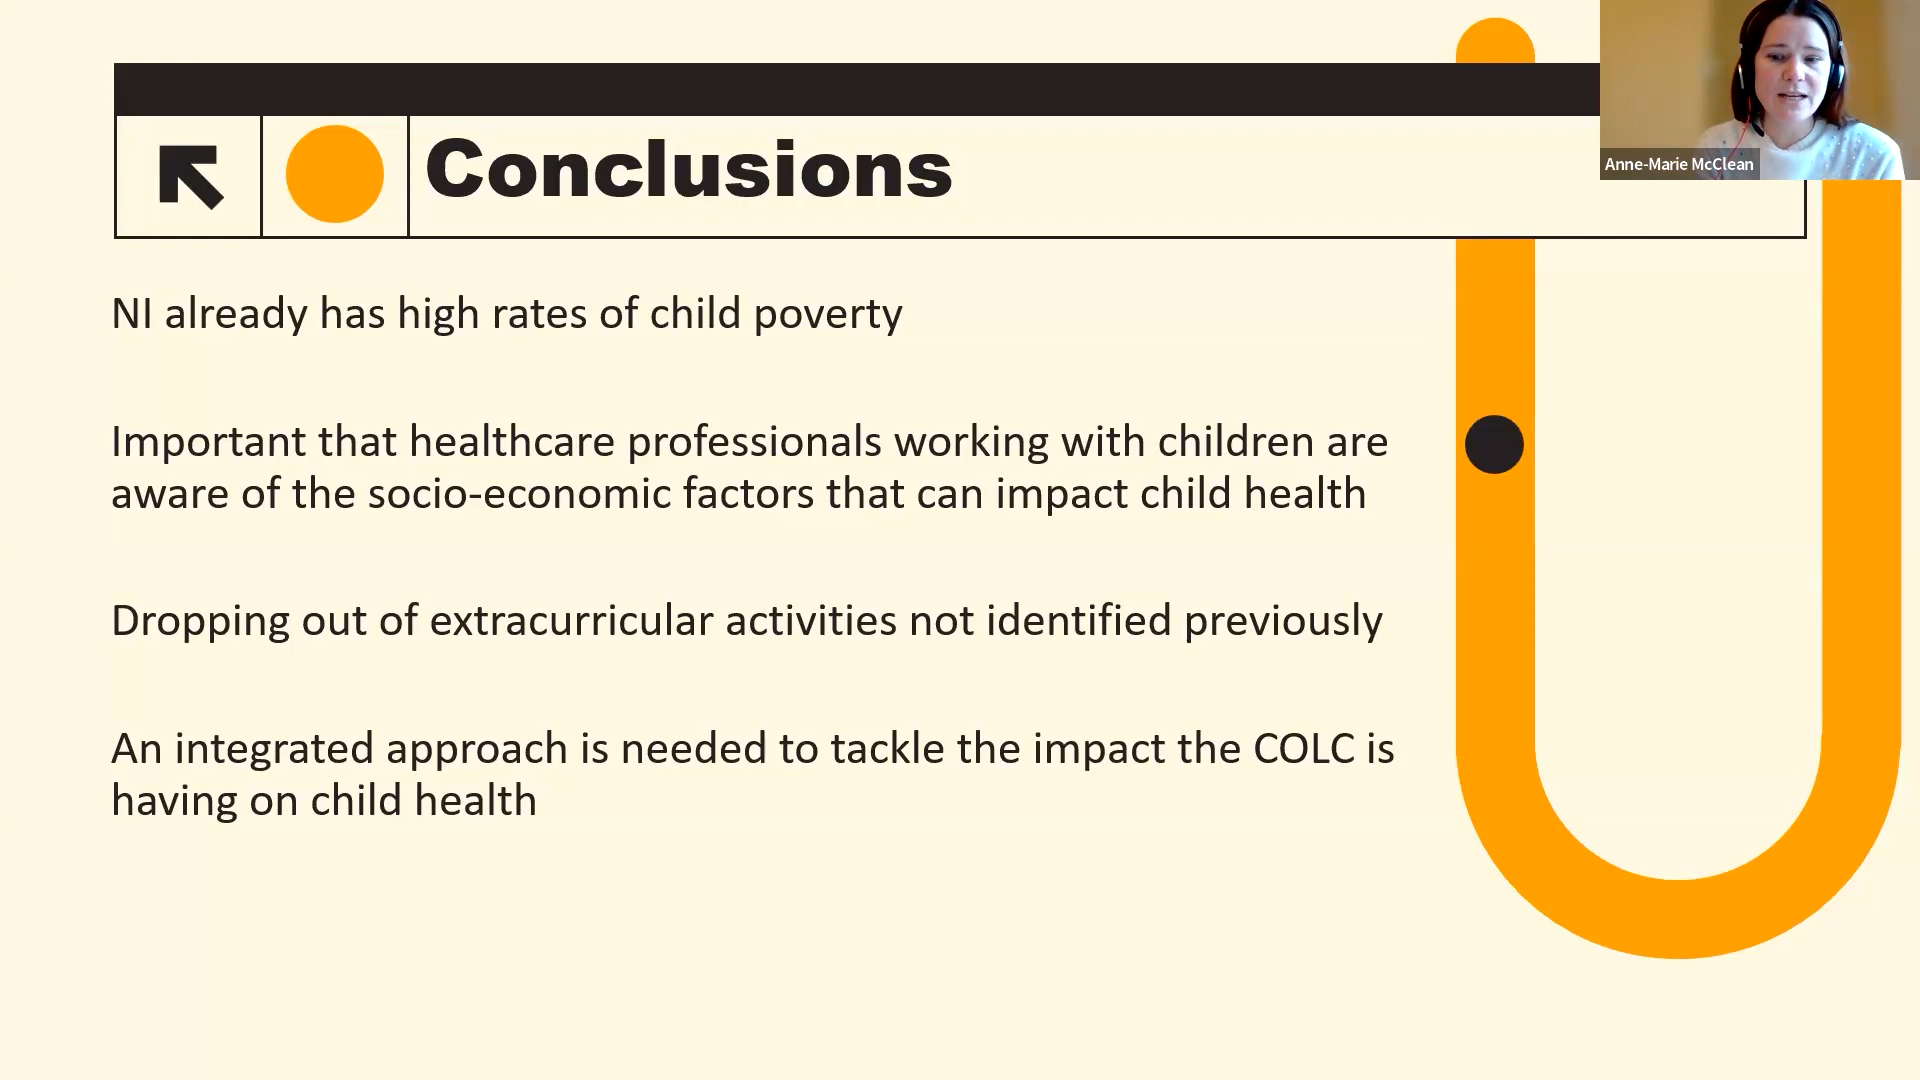 Anne-Marie McClean
Conclusions
NI already has high rates of child poverty
Important that healthcare professionals working with children are
aware of the socio-economic factors that can impact child health
Dropping out of extracurricular activities not identified previously
An integrated approach is needed to tackle the impact the COLC is
having on child health